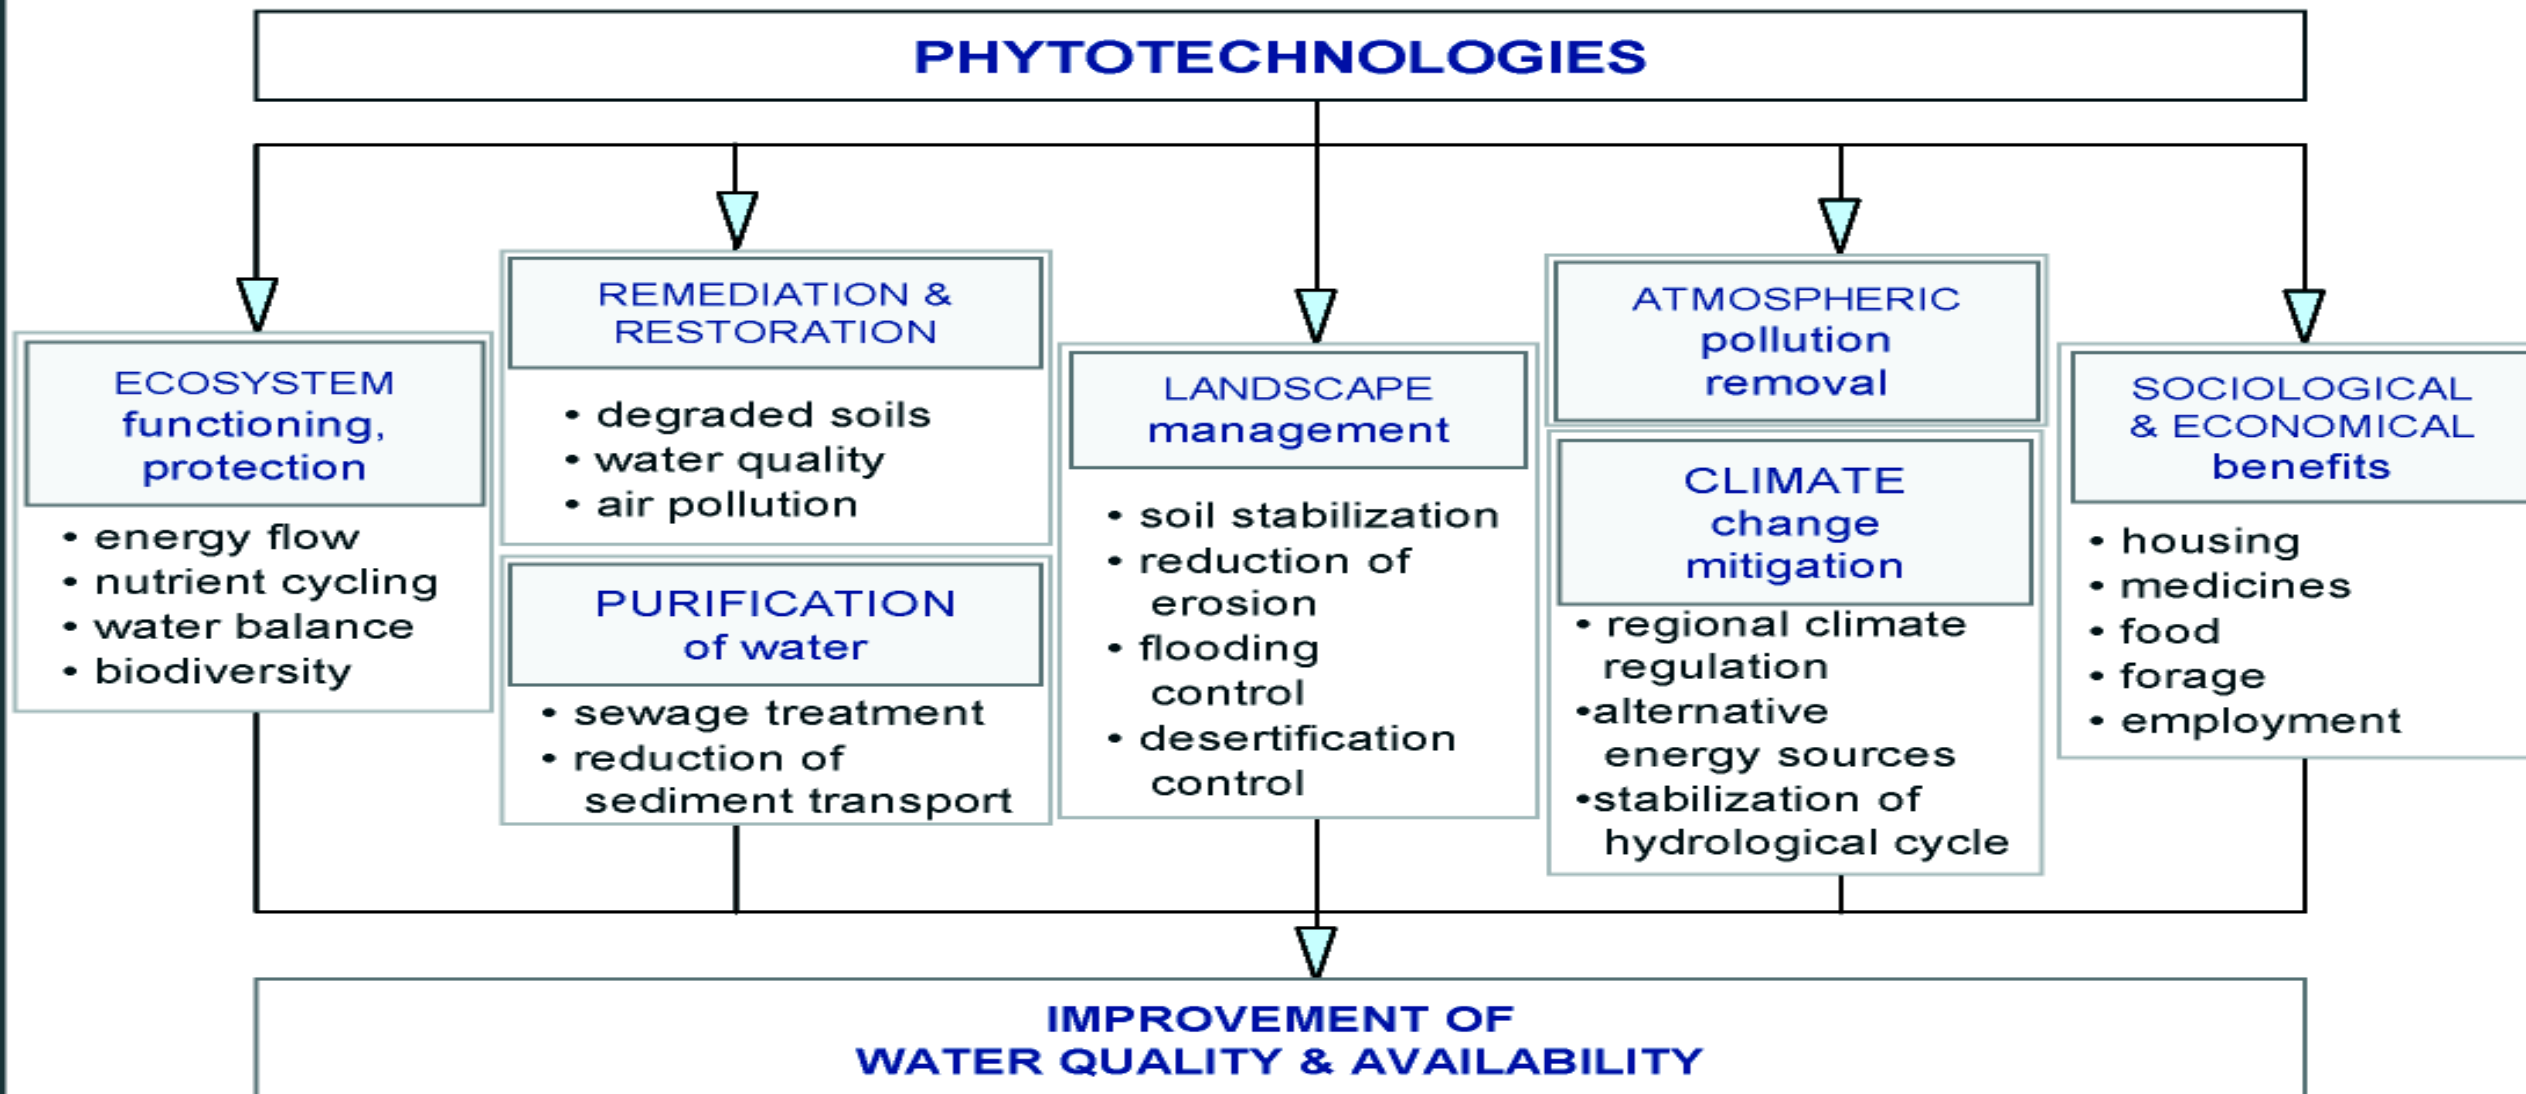 PHYTOTECHNOLOGIES
ECOSYSTEM
functioning,
protection
• energy flow
• nutrient cycling
• water balance
• biodiversity
REMEDIATION &
RESTORATION
• degraded soils
• water quality
• air pollution
PURIFICATION
of water
• sewage treatment
• reduction of
sediment transport
LANDSCAPE
management
• soil stabilization
• reduction of
erosion
• flooding
control
• desertification
control
ATMOSPHERIC
pollution
removal
CLIMATE
change
mitigation
• regional climate
regulation
•alternative
energy sources
•stabilization of
hydrological cycle
SOCIOLOGICAL
& ECONOMICAL
benefits
• housing
• medicines
• food
• forage
• employment
IMPROVEMENT OF
WATER QUALITY & AVAILABILITY